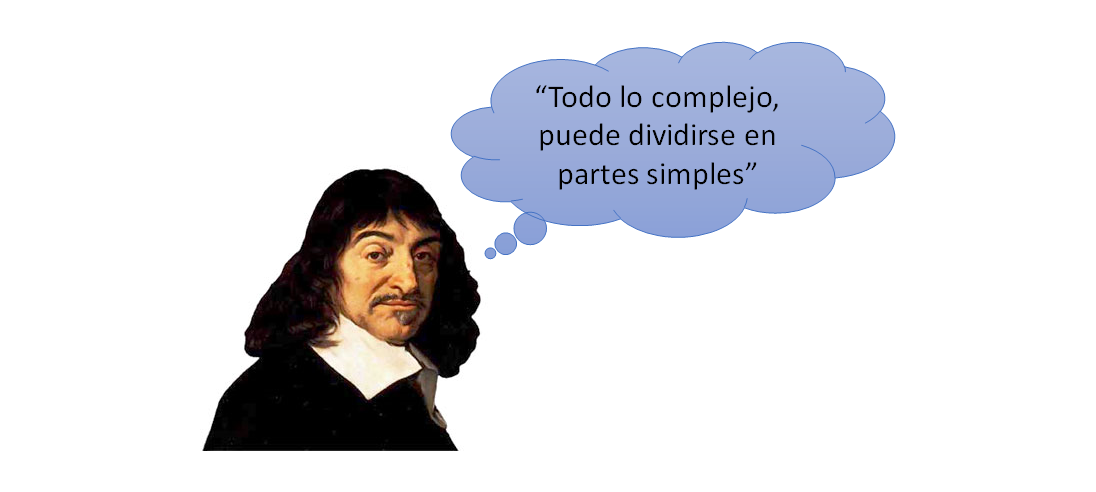 “Todo lo complejo,
puede dividirse en
partes simples”